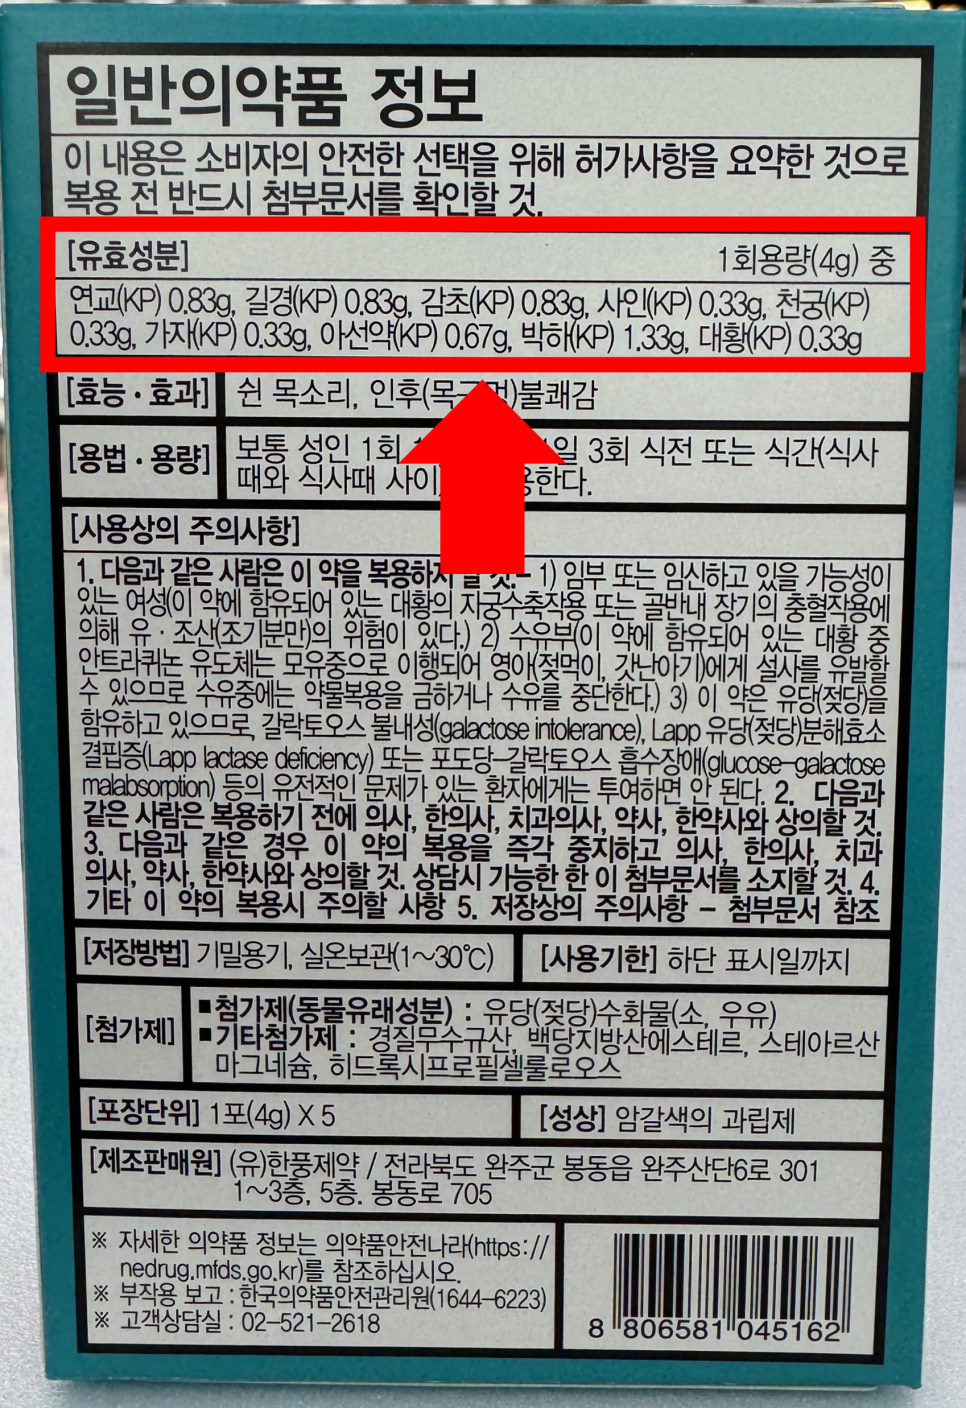 일반의약품 정보
이 내용은 소비자의 안전한 선택을 위해 허가사항을 요약한 것으로
복용 전 반드시 첨부문서를 확인할 것.
[유효성분] 1회용량(4g) 중
연교(KP) 0.83g, 길경(KP) 0.83g, 감초(KP) 0.83g, 사인(KP) 0.33g, 천궁(KP)
0.33g, 가자(KP) 0.33g, 아선약(KP) 0.67g, 박하(KP) 1.33g, 대황(KP) 0.33g
[효능·효과] 쉰 목소리, 인후(목구멍)불쾌감
[용법·용량] 보통 성인 1회 1일 3회 식전 또는 식간(식사
때와 식사때 사이)
[사용상의 주의사항]
1. 다음과 같은 사람은 이 약을 복용하지 말 것.- 1) 임부 또는 임신하고 있을 가능성이
있는 여성(이 약에 함유되어 있는 대황의 자궁수축작용 또는 골반내 장기의 충혈작용에
의해 유·조산(조기분만)의 위험이 있다.) 2) 수유부(이 약에 함유되어 있는 대황 중
안트라퀴논 유도체는 모유중으로 이행되어 영아(젖먹이, 갓난아기)에게 설사를 유발할
수 있으므로 수유중에는 약물복용을 금하거나 수유를 중단한다.) 3) 이 약은 유당(젖당)을
함유하고 있으므로, 갈락토오스 불내성(galactose intolerance), Lapp 유당(젖당)분해효소
결핍증(Lapp lactase deficiency) 또는 포도당-갈락토오스 흡수장애(glucose-galactose
malabsorption) 등의 유전적인 문제가 있는 환자에게는 투여하면 안 된다. 2. 다음과
같은 사람은 복용하기 전에 의사, 한의사, 치과의사, 약사, 한약사와 상의할 것.
3. 다음과 같은 경우 이 약의 복용을 즉각 중지하고 의사, 한의사, 치과
의사, 약사, 한약사와 상의할 것. 상담시 가능한 한 이 첨부문서를 소지할 것. 4.
기타 이 약의 복용시 주의할 사항 5. 저장상의 주의사항 - 첨부문서 참조
[저장방법] 기밀용기, 실온보관(1~30℃) [사용기한] 하단 표시일까지
[첨가제] ■첨가제(동물유래성분) : 유당(젖당)수화물(소, 우유)
■기타첨가제 : 경질무수규산, 백당지방산에스테르, 스테아르산
마그네슘, 히드록시프로필셀룰로오스
[포장단위] 1포(4g) X 5 [성상] 암갈색의 과립제
[제조판매원] (유)한풍제약 / 전라북도 완주군 봉동읍 완주산단6로 301
1~3층, 5층. 봉동로 705
※ 자세한 의약품 정보는 의약품안전나라(https://
nedrug.mfds.go.kr)를 참조하십시오.
※ 부작용 보고 : 한국의약품안전관리원(1644-6223)
※ 고객상담실 : 02-521-2618
8 806581 045162